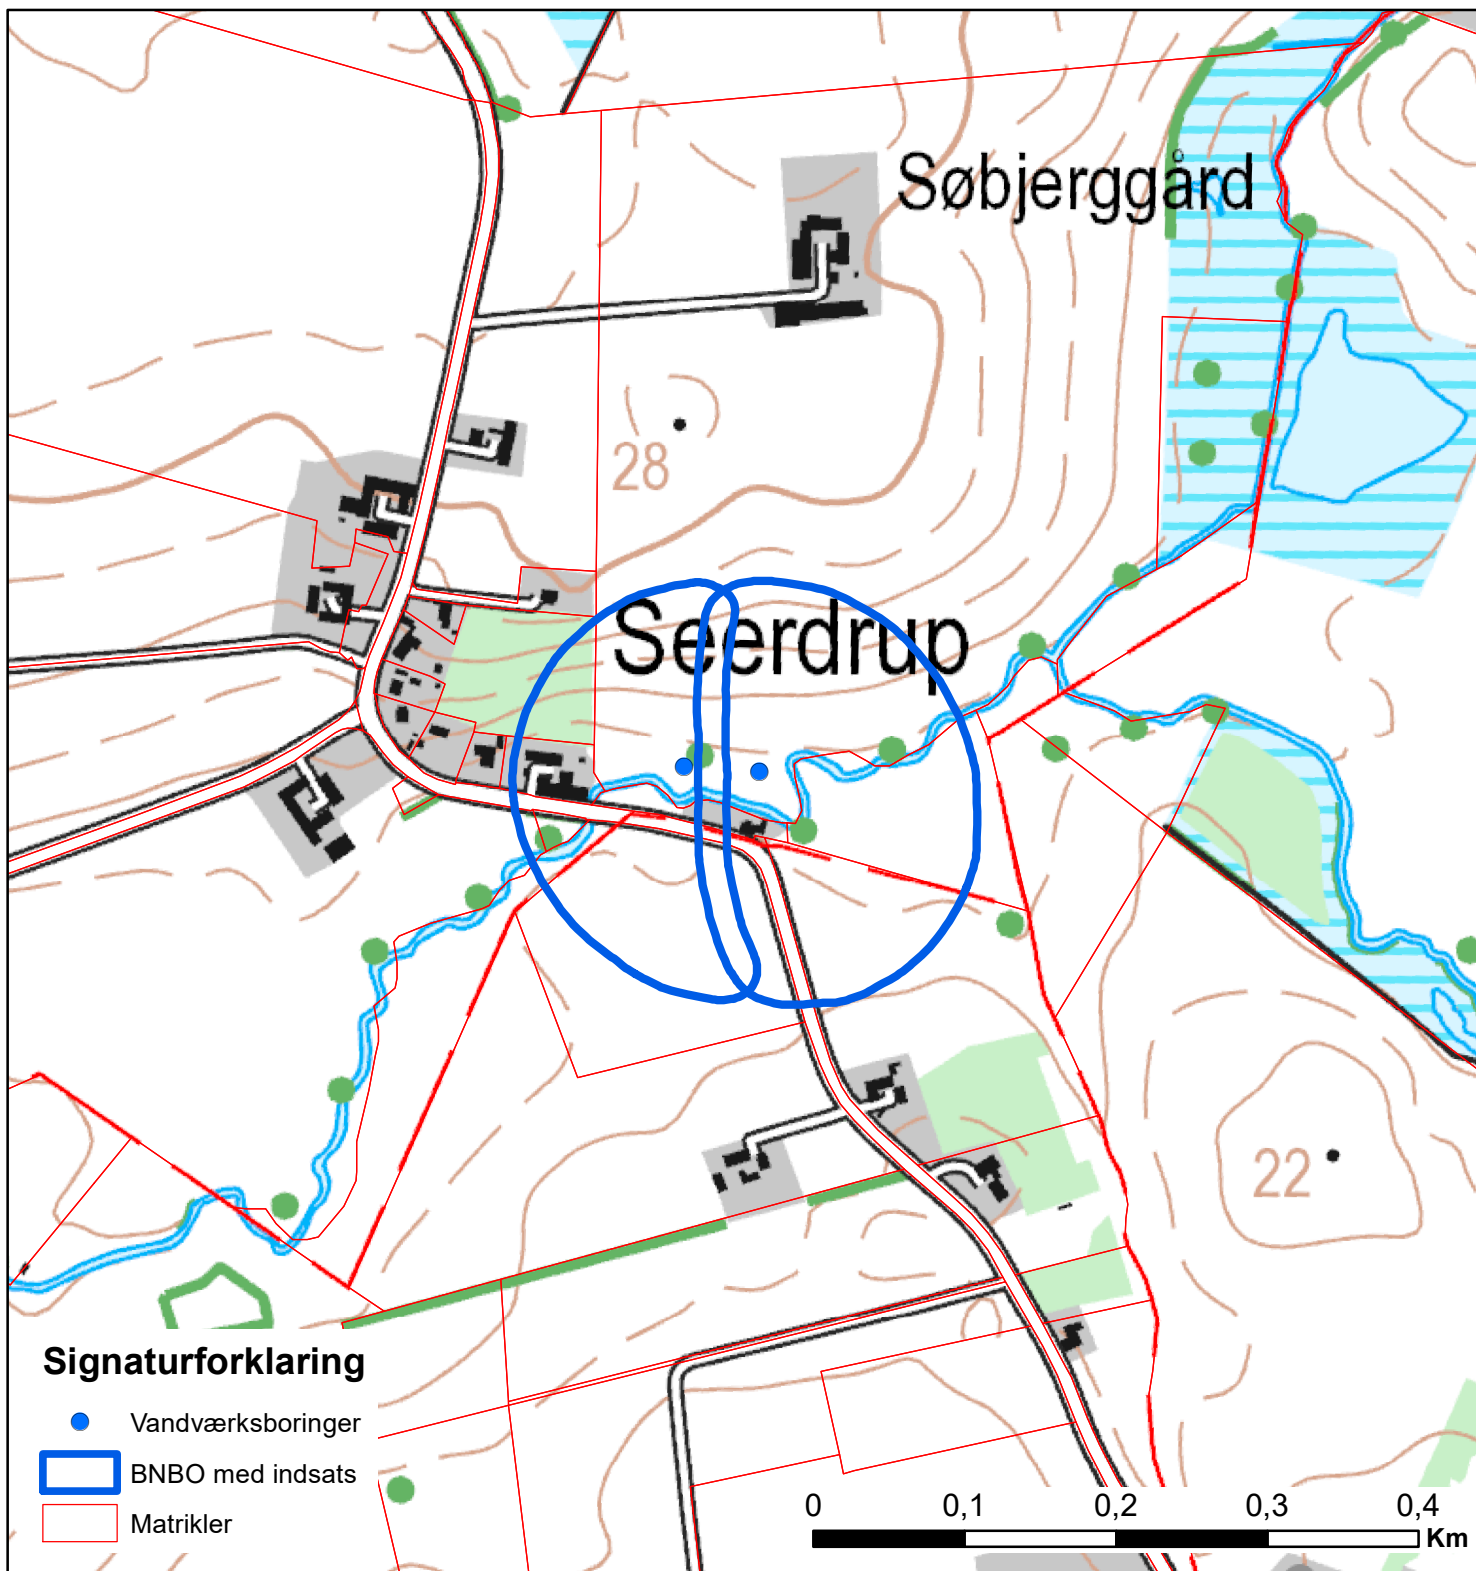 Søbjerggård
28
Seerdrup
22
Signaturforklaring
Vandværksboringer
BNBO med indsats
Matrikler
0 0,1 0,2 0,3 0,4
Km